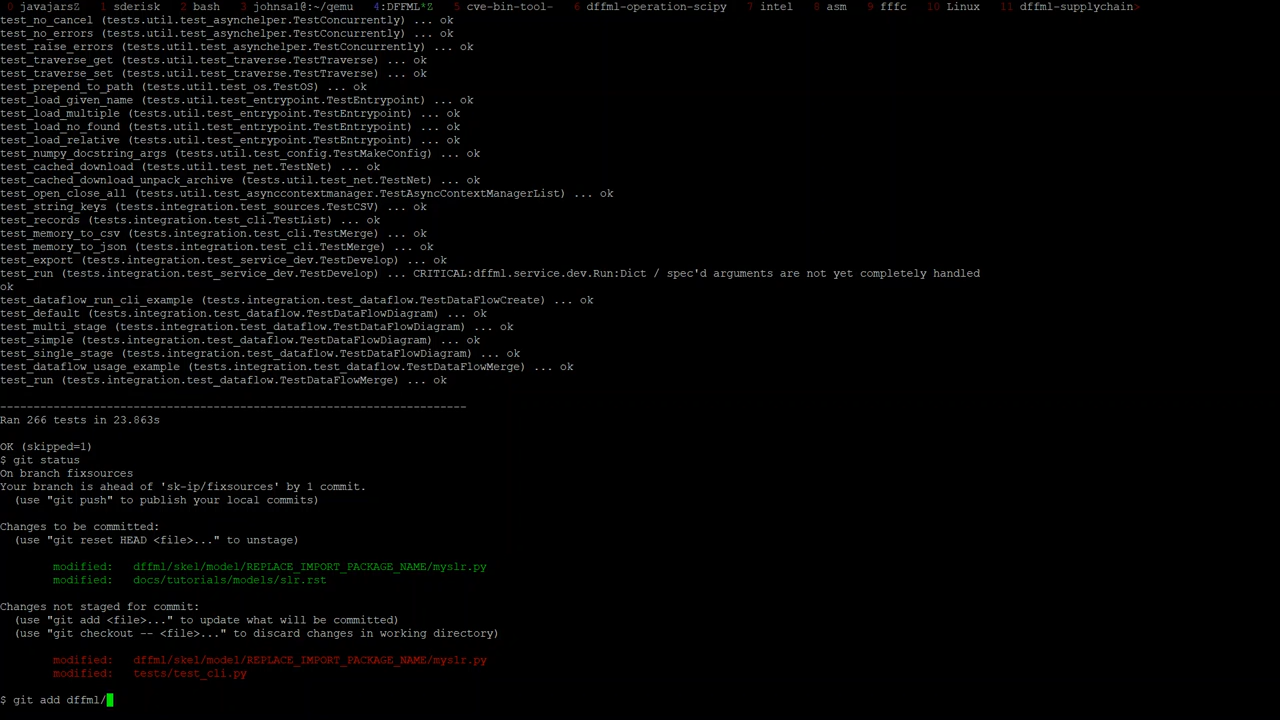 0 javajarsZ  1 sderisk  2 bash  3 johnsal@:~/qemu  4:DFFML*Z  5 cve-bin-tool-  6 dffml-operation-scipy  7 intel  8 asm  9 fffc  10 Linux  11 dffml-supplychain>
test_no_cancel (tests.util.test_asynchelper.TestConcurrently) ... ok
test_no_errors (tests.util.test_asynchelper.TestConcurrently) ... ok
test_raise_errors (tests.util.test_asynchelper.TestConcurrently) ... ok
test_traverse_get (tests.util.test_traverse.TestTraverse) ... ok
test_traverse_set (tests.util.test_traverse.TestTraverse) ... ok
test_prepend_to_path (tests.util.test_os.TestOS) ... ok
test_load_given_name (tests.util.test_entrypoint.TestEntrypoint) ... ok
test_load_multiple (tests.util.test_entrypoint.TestEntrypoint) ... ok
test_load_no_found (tests.util.test_entrypoint.TestEntrypoint) ... ok
test_load_relative (tests.util.test_entrypoint.TestEntrypoint) ... ok
test_numpy_docstring_args (tests.util.test_config.TestMakeConfig) ... ok
test_cached_download (tests.util.test_net.TestNet) ... ok
test_cached_download_unpack_archive (tests.util.test_net.TestNet) ... ok
test_open_close_all (tests.util.test_asynccontextmanager.TestAsyncContextManagerList) ... ok
test_string_keys (tests.integration.test_sources.TestCSV) ... ok
test_records (tests.integration.test_cli.TestList) ... ok
test_memory_to_csv (tests.integration.test_cli.TestMerge) ... ok
test_memory_to_json (tests.integration.test_cli.TestMerge) ... ok
test_export (tests.integration.test_service_dev.TestDevelop) ... ok
test_run (tests.integration.test_service_dev.TestDevelop) ... CRITICAL:dffml.service.dev.Run:Dict / spec'd arguments are not yet completely handled
ok
test_dataflow_run_cli_example (tests.integration.test_dataflow.TestDataFlowCreate) ... ok
test_default (tests.integration.test_dataflow.TestDataFlowDiagram) ... ok
test_multi_stage (tests.integration.test_dataflow.TestDataFlowDiagram) ... ok
test_simple (tests.integration.test_dataflow.TestDataFlowDiagram) ... ok
test_single_stage (tests.integration.test_dataflow.TestDataFlowDiagram) ... ok
test_dataflow_usage_example (tests.integration.test_dataflow.TestDataFlowMerge) ... ok
test_run (tests.integration.test_dataflow.TestDataFlowMerge) ... ok
----------------------------------------------------------------------
Ran 266 tests in 23.863s
OK (skipped=1)
$ git status
On branch fixsources
Your branch is ahead of 'sk-ip/fixsources' by 1 commit.
  (use "git push" to publish your local commits)
Changes to be committed:
  (use "git reset HEAD <file>..." to unstage)
        modified:   dffml/skel/model/REPLACE_IMPORT_PACKAGE_NAME/myslr.py
        modified:   docs/tutorials/models/slr.rst
Changes not staged for commit:
  (use "git add <file>..." to update what will be committed)
  (use "git checkout -- <file>..." to discard changes in working directory)
        modified:   dffml/skel/model/REPLACE_IMPORT_PACKAGE_NAME/myslr.py
        modified:   tests/test_cli.py
$ git add dffml/